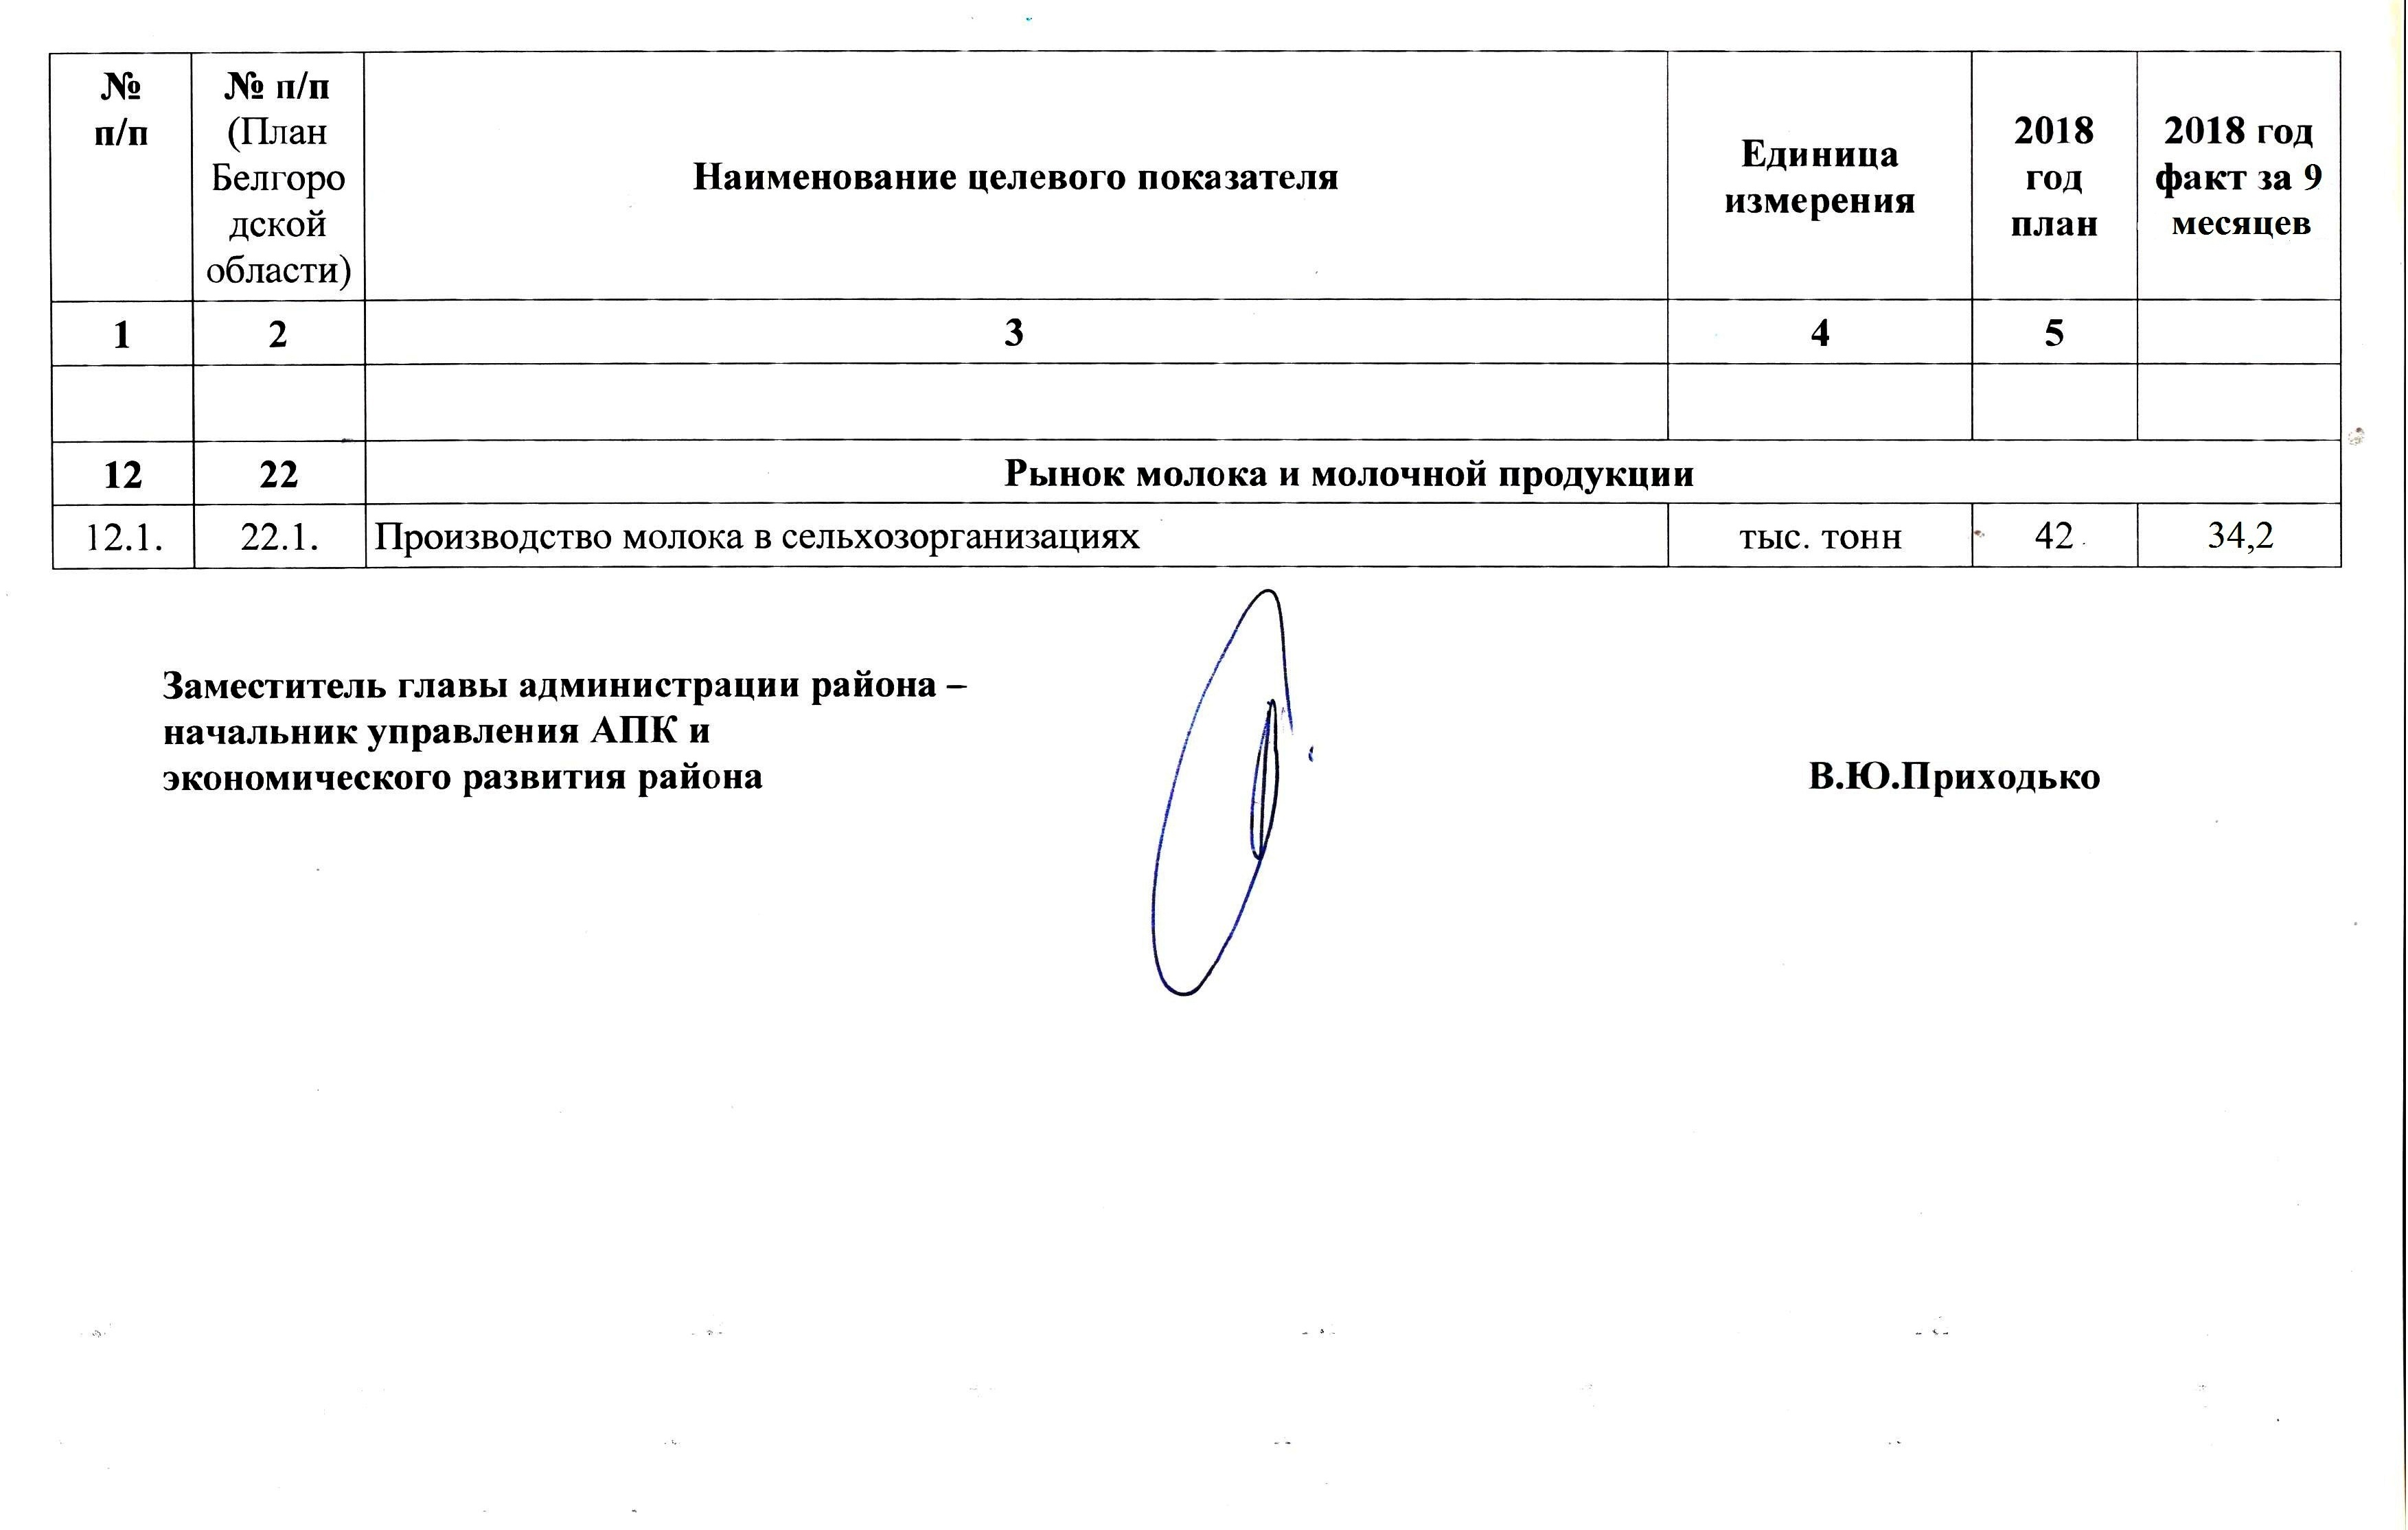 №
п/п
№ п/п
(План
Белгоро
дской
области)
Наименование целевого показателя
Единица
измерения
2018
год
план
2018 год
факт за 9
месяцев
1 2 3 4 5
12 22 Рынок молока и молочной продукции
12.1. 22.1. Производство молока в сельхозорганизациях тыс. тонн 42 34,2
Заместитель главы администрации района –
начальник управления АПК и
экономического развития района
В.Ю.Приходько